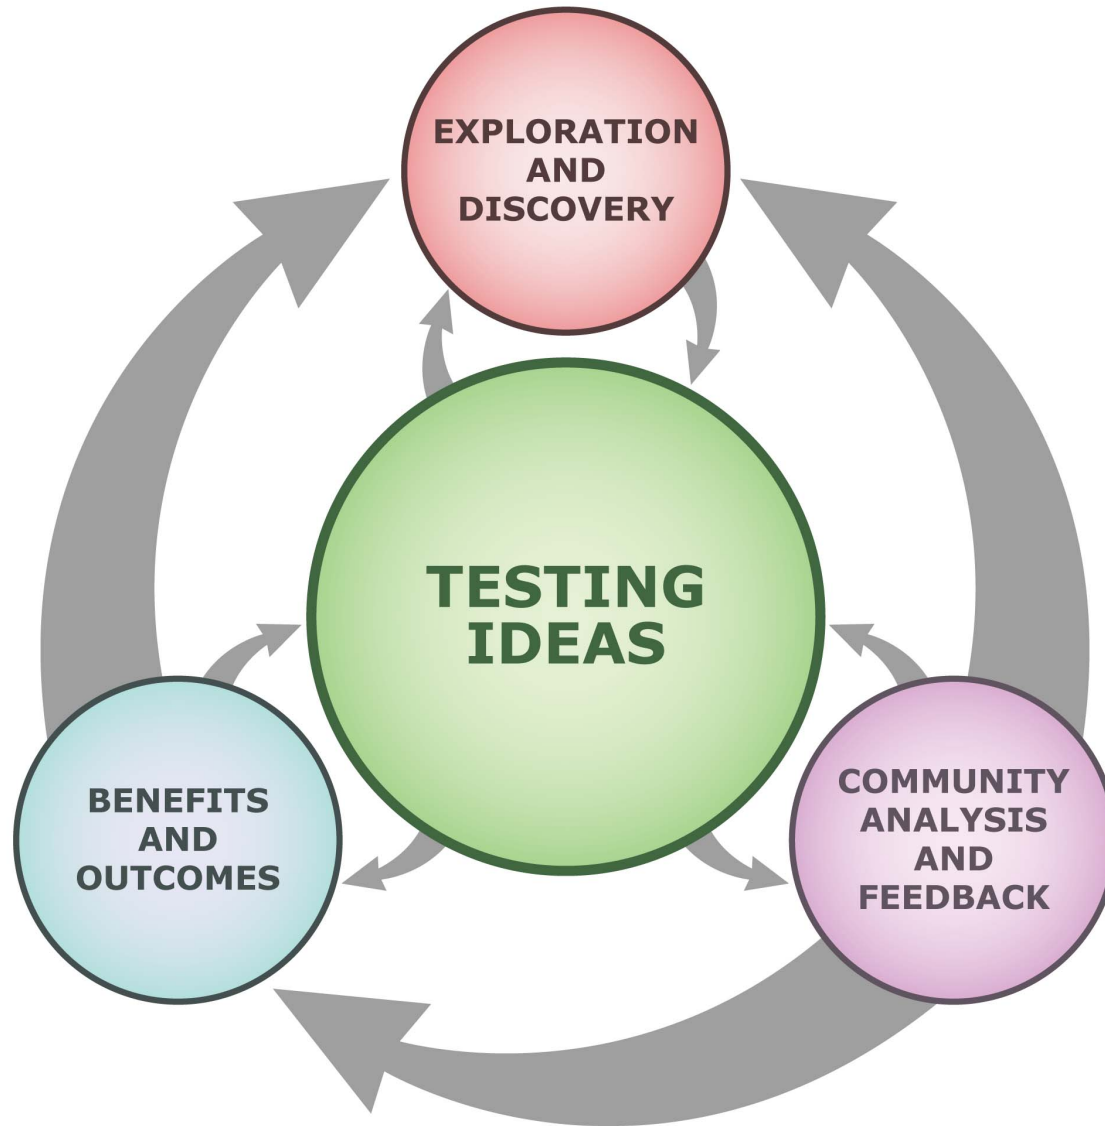 EXPLORATION
AND
DISCOVERY
TESTING
IDEAS
BENEFITS
AND
OUTCOMES
COMMUNITY
ANALYSIS
AND
FEEDBACK